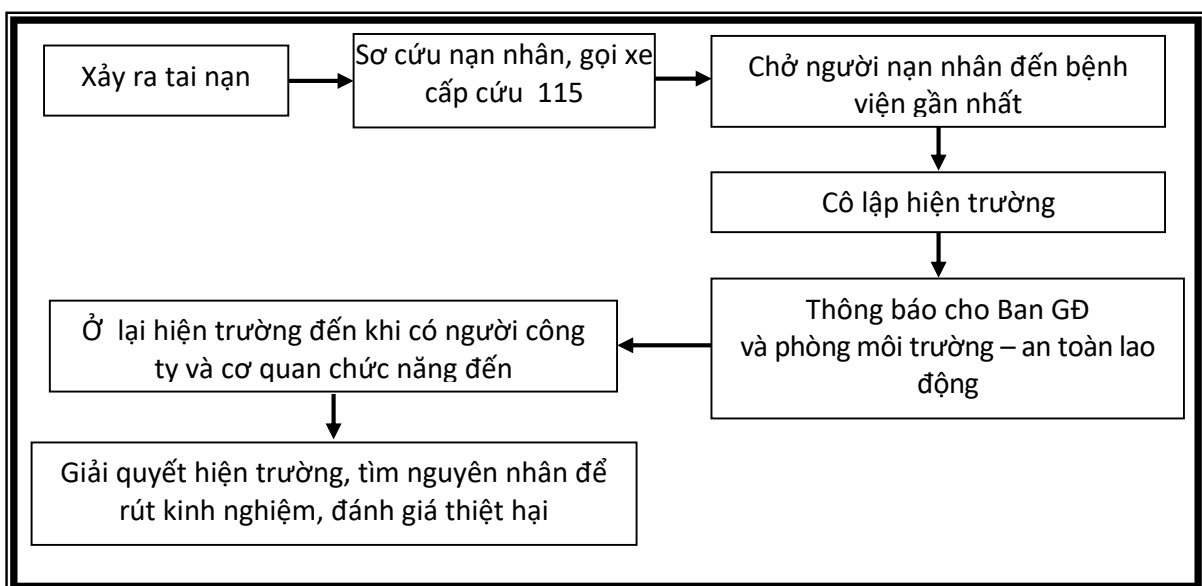 Xảy ra tai nạn
Sơ cứu nạn nhân, gọi xe
cấp cứu 115
Chở người nạn nhân đến bệnh
viện gần nhất
Cô lập hiện trường
Thông báo cho Ban GĐ
và phòng môi trường – an toàn lao
động
Ở lại hiện trường đến khi có người công
ty và cơ quan chức năng đến
Giải quyết hiện trường, tìm nguyên nhân để
rút kinh nghiệm, đánh giá thiệt hại